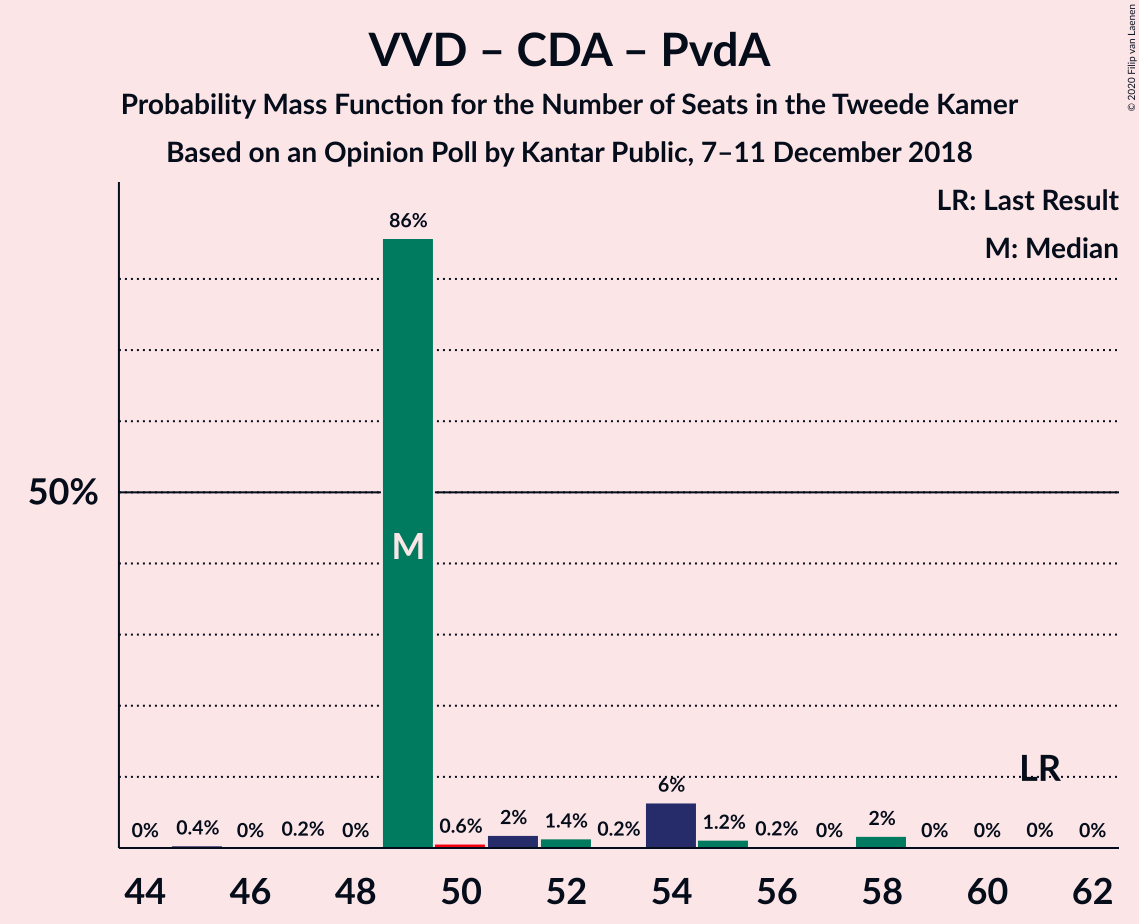 VVD – CDA – PvdA
Probability Mass Function for the Number of Seats in the Tweede Kamer
Based on an Opinion Poll by Kantar Public, 7–11 December 2018
© 2020 Filip van Laenen
LR: Last Result
M: Median
86%
50%
M
LR
0% 0.4% 0% 0.2% 0% 0.6% 2% 1.4% 0.2% 6% 1.2% 0.2% 0% 2% 0% 0% 0% 0%
44 46 48 50 52 54 56 58 60 62